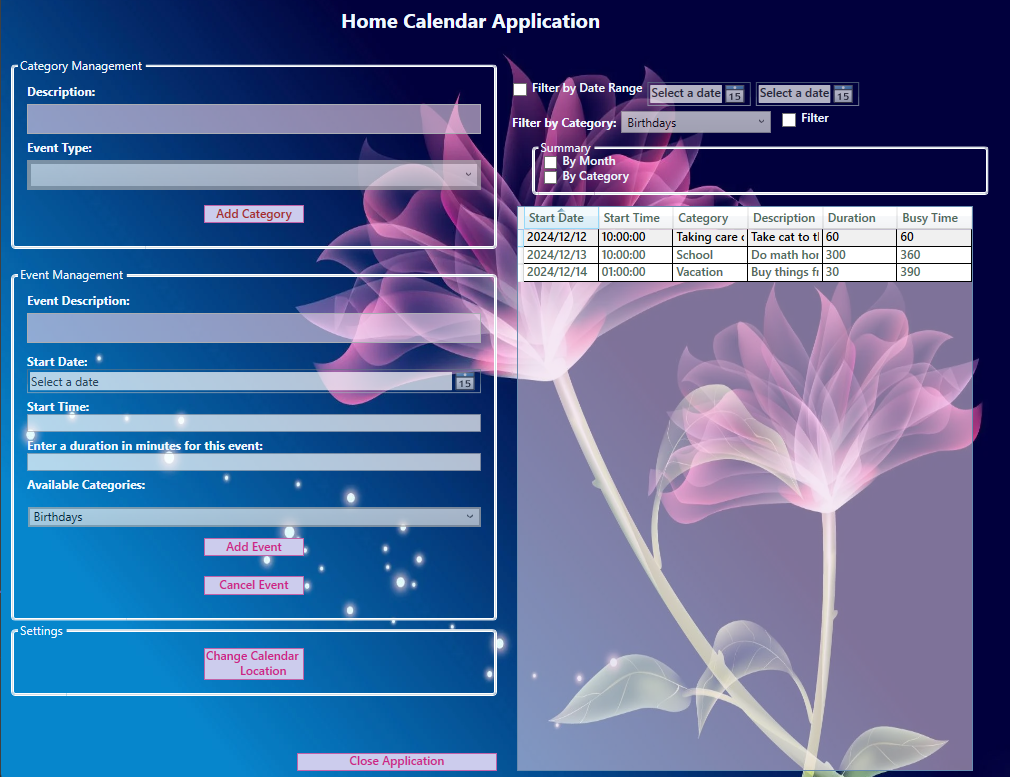 Home Calendar Application
Category Management
Description:
Event Type:
Add Category
Event Management
Event Description:
Start Date:
Select a date 15
Start Time:
Enter a duration in minutes for this event:
Available Categories:
Birthdays
Add Event
Cancel Event
Settings
Change Calendar
Location
Close Application
Filter by Date Range Select a date 15 Select a date 15
Filter by Category: Birthdays Filter
Summary
By Month
By Category
Start Date Start Time Category Description Duration Busy Time
2024/12/12 10:00:00 Taking care Take cat to 60 60
2024/12/13 10:00:00 School Do math 300 360
2024/12/14 01:00:00 Vacation Buy things 30 390